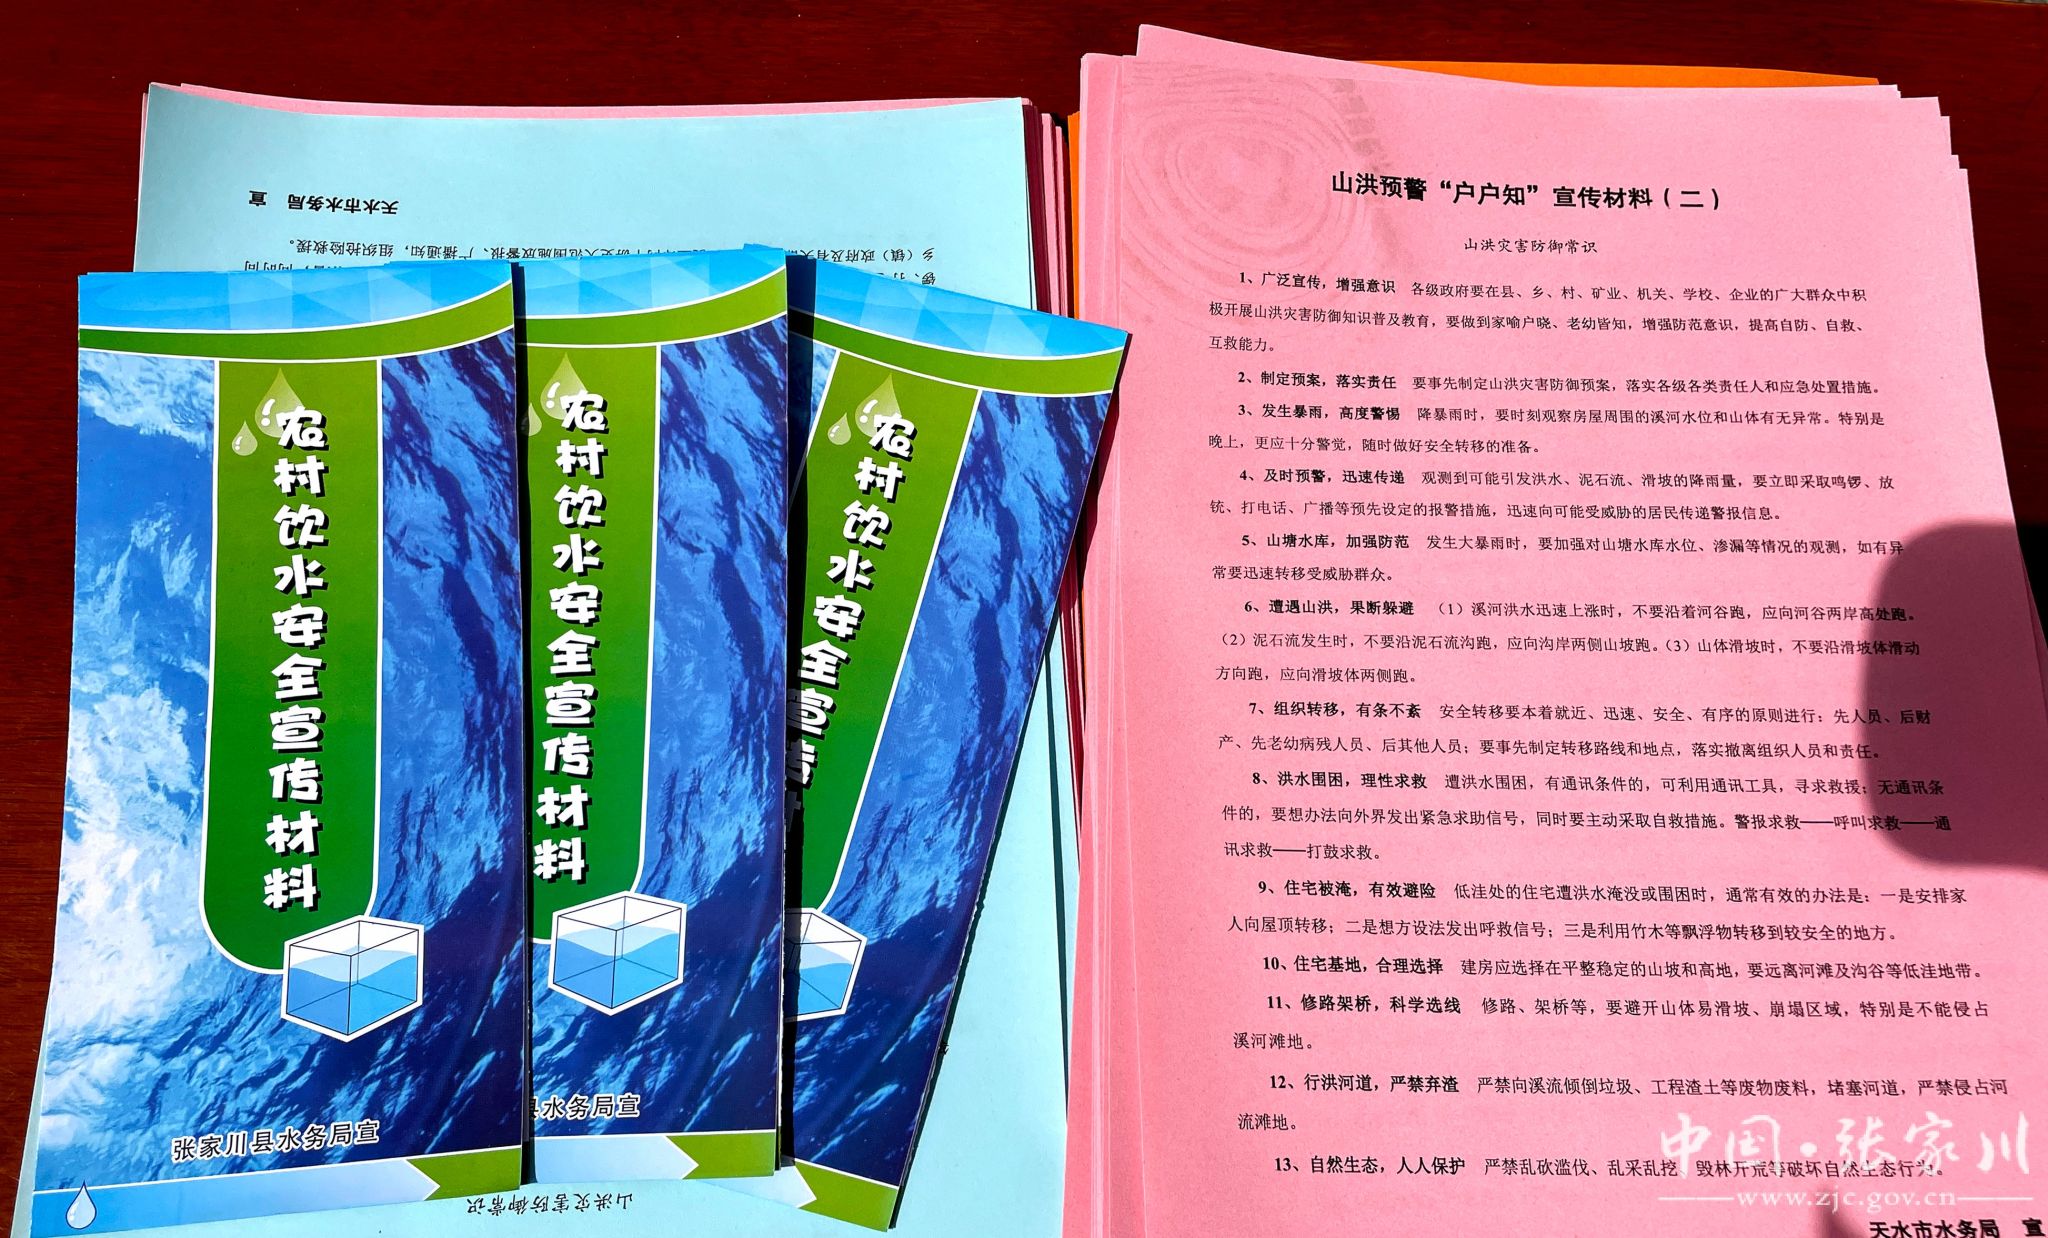 天水市水务局 宣
乡（镇）政府及有关
大范围施放警报、广播通知，组织抢险救援。
农村饮水安全宣传材料
张家川县水务局宣
农村饮水安全宣传材料
县水务局宣
农村饮水安全宣传
山洪灾害防御常识
山洪预警“户户知”宣传材料（二）
山洪灾害防御常识
1、广泛宣传，增强意识 各级政府要在县、乡、村、矿业、机关、学校、企业的广大群众中积
极开展山洪灾害防御知识普及教育，要做到家喻户晓、老幼皆知，增强防范意识，提高自防、自救、
互救能力。
2、制定预案，落实责任 要事先制定山洪灾害防御预案，落实各级各类责任人和应急处置措施。
3、发生暴雨，高度警惕 降暴雨时，要时刻观察房屋周围的溪河水位和山体有无异常。特别是
晚上，更应十分警觉，随时做好安全转移的准备。
4、及时预警，迅速传递 观测到可能引发洪水、泥石流、滑坡的降雨量，要立即采取鸣锣、放
铳、打电话、广播等预先设定的报警措施，迅速向可能受威胁的居民传递警报信息。
5、山塘水库，加强防范 发生大暴雨时，要加强对山塘水库水位、渗漏等情况的观测，如有异
常要迅速转移受威胁群众。
6、遭遇山洪，果断躲避 （1）溪河洪水迅速上涨时，不要沿着河谷跑，应向河谷两岸高处跑。
（2）泥石流发生时，不要沿泥石流沟跑，应向沟岸两侧山坡跑。（3）山体滑坡时，不要沿滑坡体滑动
方向跑，应向滑坡体两侧跑。
7、组织转移，有条不紊 安全转移要本着就近、迅速、安全、有序的原则进行：先人员、后财
产、先老幼病残人员、后其他人员；要事先制定转移路线和地点，落实撤离组织人员和责任。
8、洪水围困，理性求救 遭洪水围困，有通讯条件的，可利用通讯工具，寻求救援；无通讯条
件的，要想办法向外界发出紧急求助信号，同时要主动采取自救措施。警报求救——呼叫求救——通
讯求救——打鼓求救。
9、住宅被淹，有效避险 低洼处的住宅遭洪水淹没或围困时，通常有效的办法是：一是安排家
人向屋顶转移；二是想方设法发出呼救信号；三是利用竹木等飘浮物转移到较安全的地方。
10、住宅基地，合理选择 建房应选择在平整稳定的山坡和高地，要远离河滩及沟谷等低洼地带。
11、修路架桥，科学选线 修路、架桥等，要避开山体易滑坡、崩塌区域，特别是不能侵占
溪河滩地。
12、行洪河道，严禁弃渣 严禁向溪流倾倒垃圾、工程渣土等废物废料，堵塞河道，严禁侵占河
流滩地。
13、自然生态，人人保护 严禁乱砍滥伐、乱采乱挖、毁林开荒等破坏自然生态行为。
天水市水务局 宣
中国·张家川
www.zjc.gov.cn